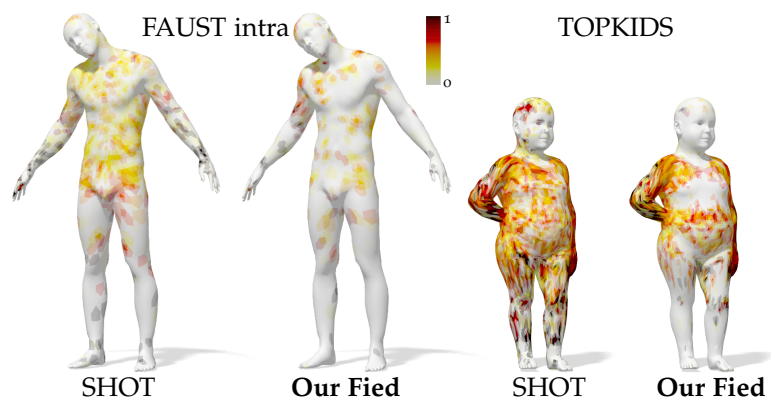 FAUST intra
1
0
TOPKIDS
SHOT
Our Fied
SHOT
Our Fied